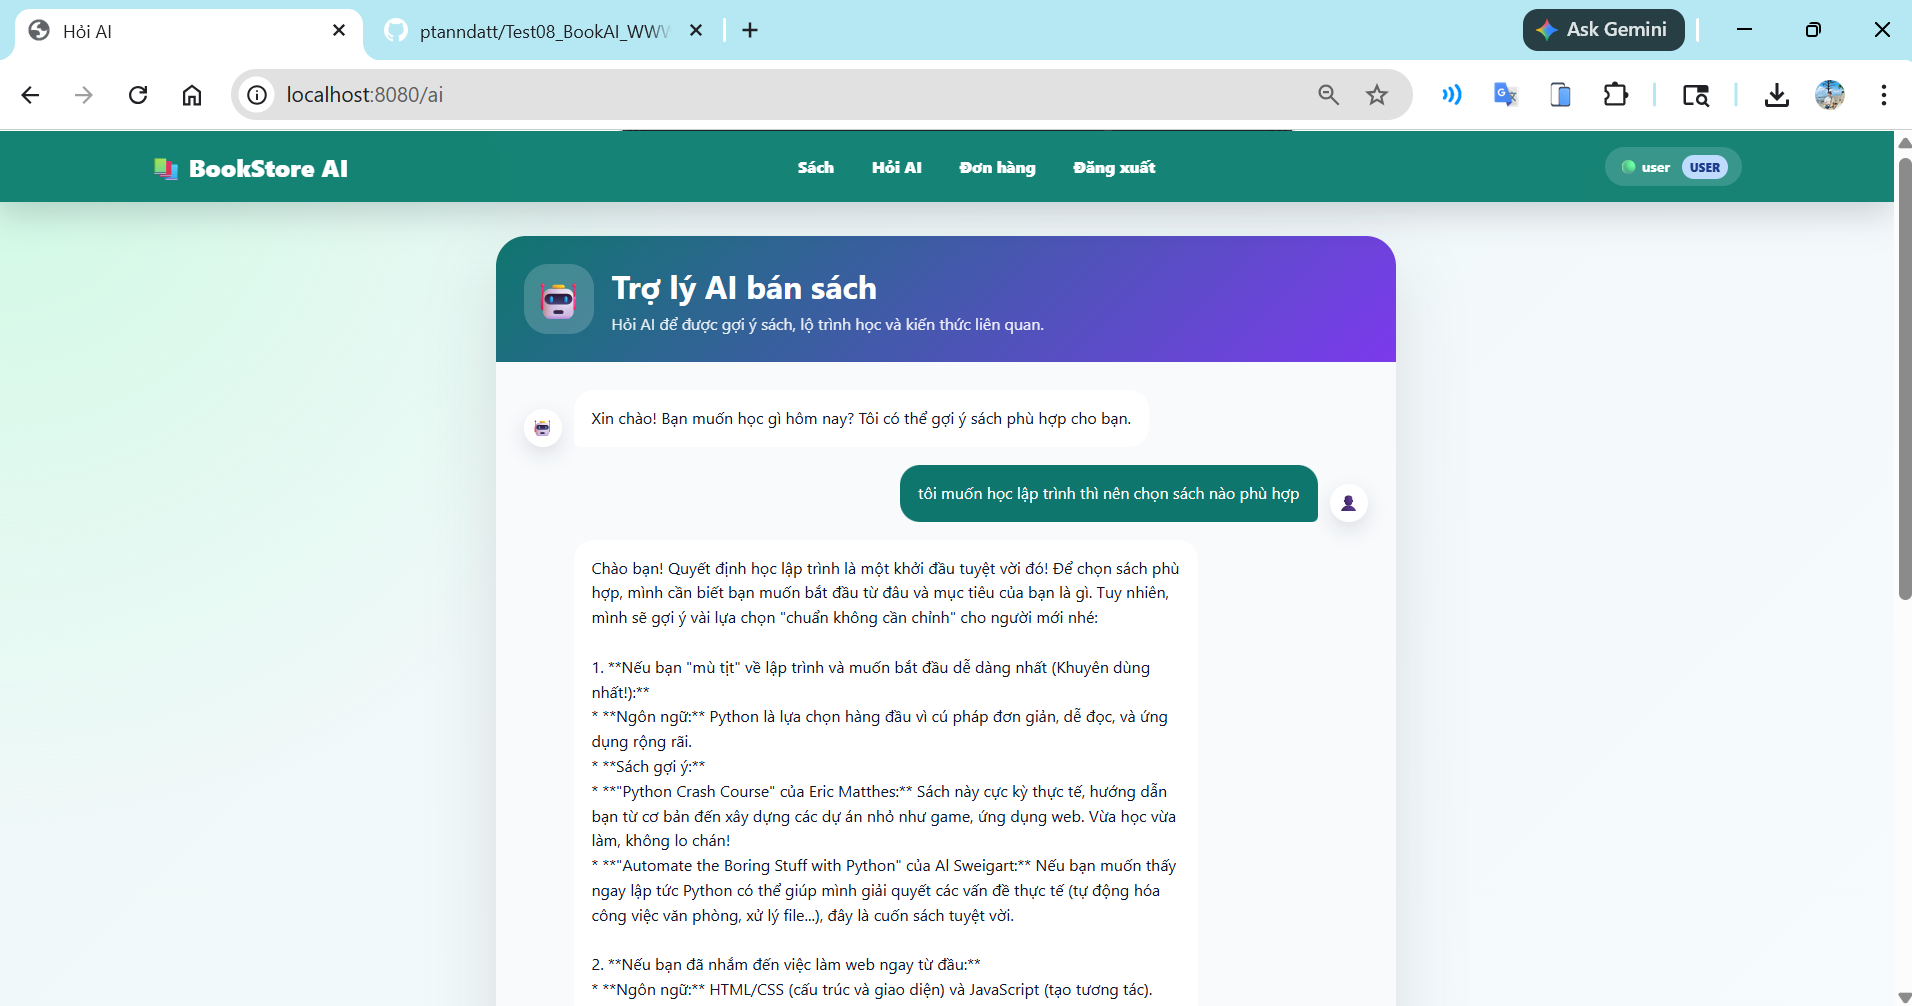 Hỏi AI
ptanndatt/Test08_BookAI_WWW
Ask Gemini
localhost:8080/ai
BookStore AI
Sách Hỏi AI Đơn hàng Đăng xuất
user USER
Trợ lý AI bán sách
Hỏi AI để được gợi ý sách, lộ trình học và kiến thức liên quan.
Xin chào! Bạn muốn học gì hôm nay? Tôi có thể gợi ý sách phù hợp cho bạn.
tôi muốn học lập trình thì nên chọn sách nào phù hợp
Chào bạn! Quyết định học lập trình là một khởi đầu tuyệt vời đó! Để chọn sách phù
hợp, mình cần biết bạn muốn bắt đầu từ đâu và mục tiêu của bạn là gì. Tuy nhiên,
mình sẽ gợi ý vài lựa chọn "chuẩn không cần chỉnh" cho người mới nhé:
1. **Nếu bạn "mù tịt" về lập trình và muốn bắt đầu dễ dàng nhất (Khuyên dùng
nhất!):**
* **Ngôn ngữ:** Python là lựa chọn hàng đầu vì cú pháp đơn giản, dễ đọc, và ứng
dụng rộng rãi.
* **Sách gợi ý:**
* **"Python Crash Course" của Eric Matthes:** Sách này cực kỳ thực tế, hướng dẫn
bạn từ cơ bản đến xây dựng các dự án nhỏ như game, ứng dụng web. Vừa học vừa
làm, không lo chán!
* **"Automate the Boring Stuff with Python" của Al Sweigart:** Nếu bạn muốn thấy
ngay lập tức Python có thể giúp mình giải quyết các vấn đề thực tế (tự động hóa
công việc văn phòng, xử lý file...), đây là cuốn sách tuyệt vời.
2. **Nếu bạn đã nhắm đến việc làm web ngay từ đầu:**
* **Ngôn ngữ:** HTML/CSS (cấu trúc và giao diện) và JavaScript (tạo tương tác).